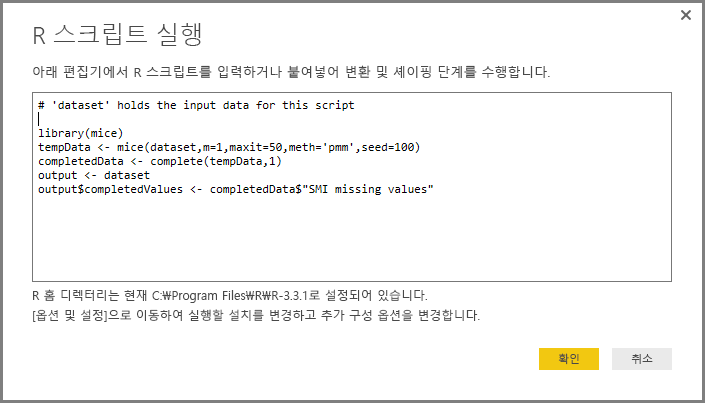 R 스크립트 실행
아래 편집기에서 R 스크립트를 입력하거나 붙여넣어 변환 및 셰이핑 단계를 수행합니다.
# 'dataset' holds the input data for this script
library(mice)
tempData <- mice(dataset,m=1,maxit=50,meth='pmm',seed=100)
completedData <- complete(tempData,1)
output <- dataset
output$completedValues <- completedData$"SMI missing values"
R 홈 디렉터리는 현재 C:₩Program Files₩R₩R-3.3.1로 설정되어 있습니다.
[옵션 및 설정]으로 이동하여 실행할 설치를 변경하고 추가 구성 옵션을 변경합니다.
확인
취소